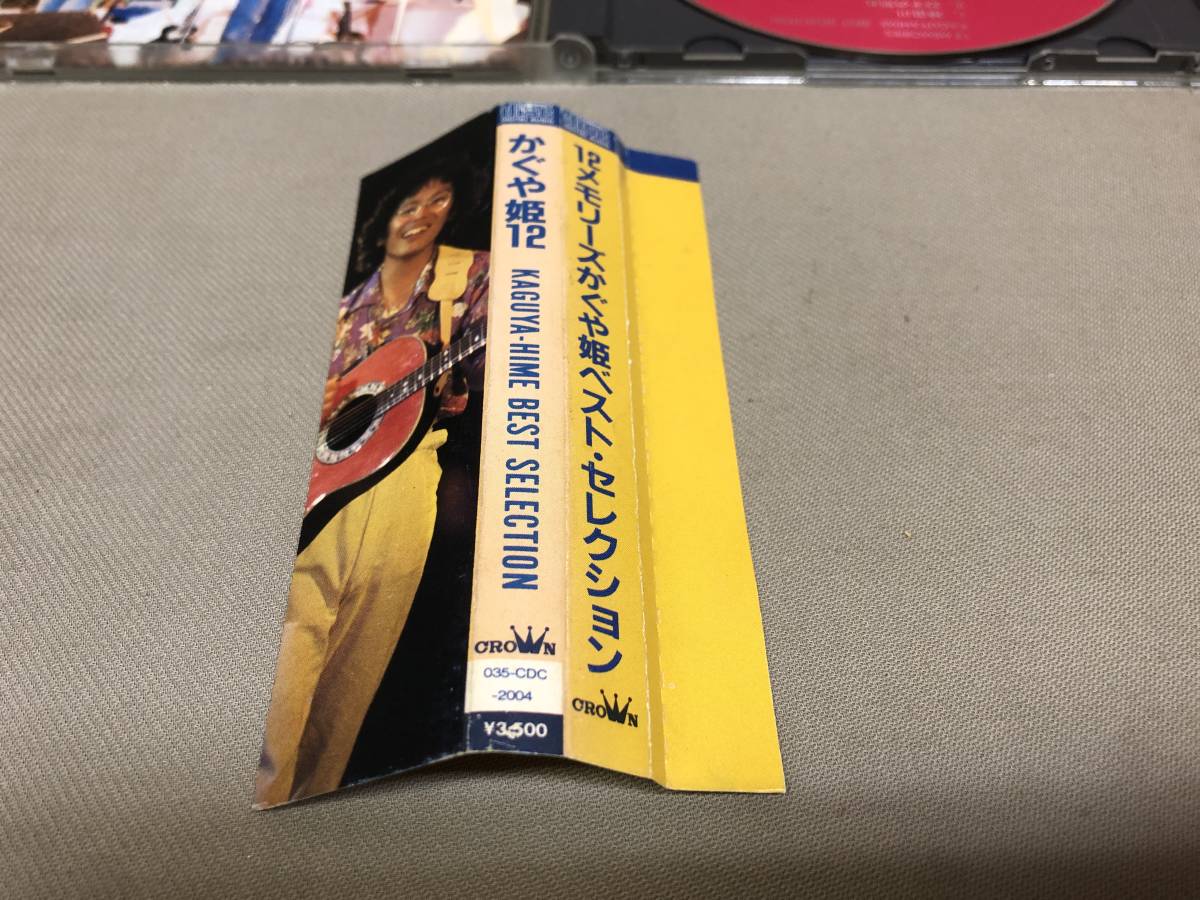 かぐや姫12
KAGUYA-HIME BEST SELECTION
CROWN
035-CDC
-2004
¥3,500
12メモリーズかぐや姫ベスト・セレクション
CROWN